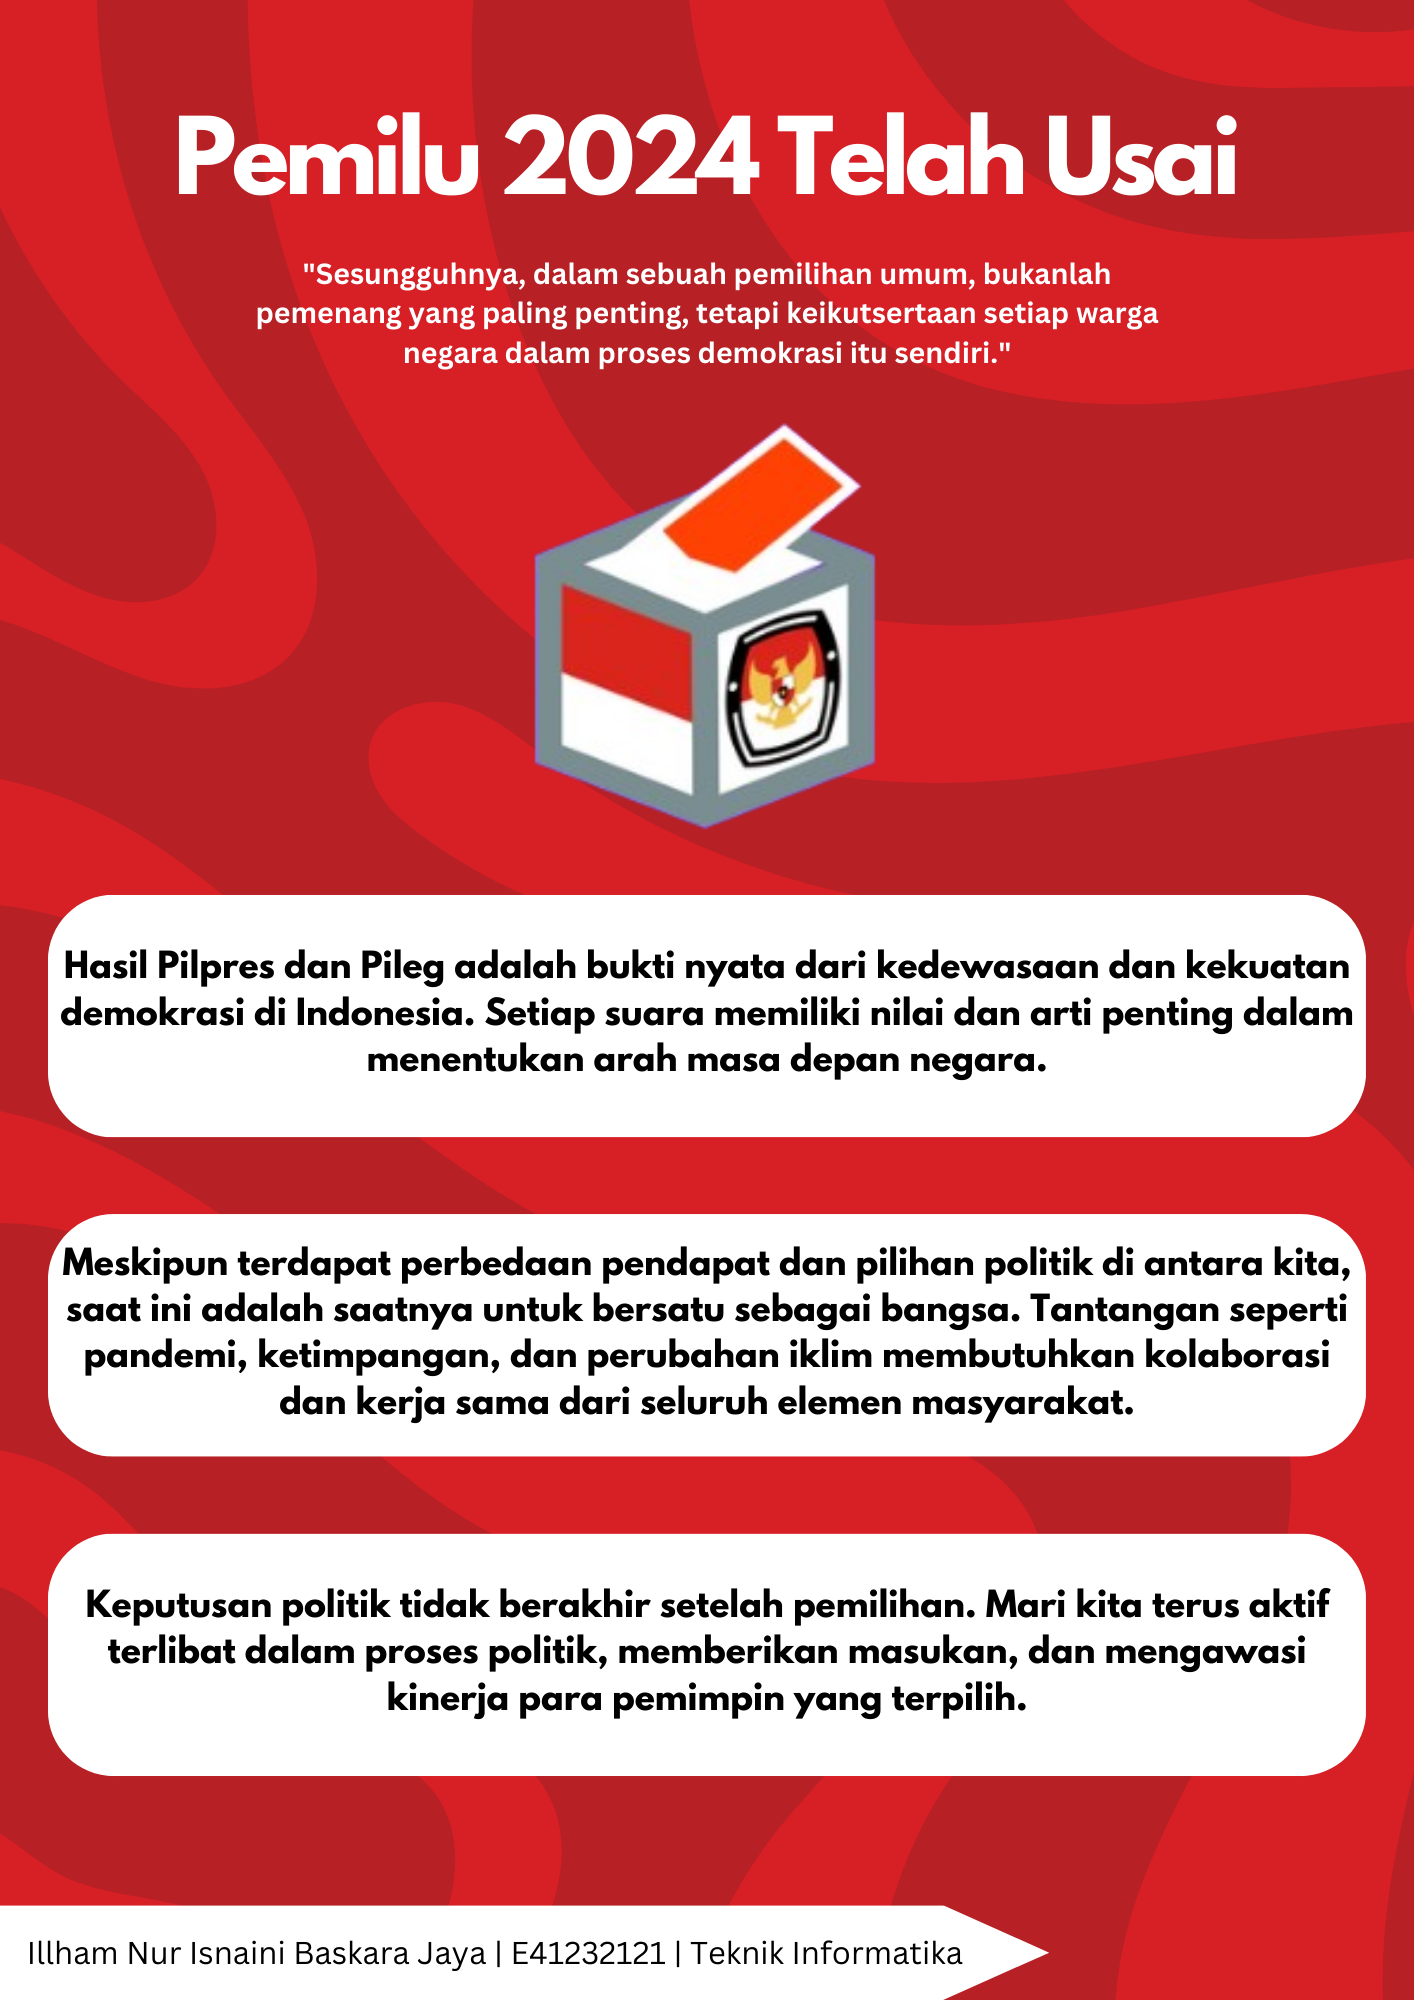 Pemilu 2024 Telah Usai
"Sesungguhnya, dalam sebuah pemilihan umum, bukanlah
pemenang yang paling penting, tetapi keikutsertaan setiap warga
negara dalam proses demokrasi itu sendiri."
Hasil Pilpres dan Pileg adalah bukti nyata dari kedewasaan dan kekuatan
demokrasi di Indonesia. Setiap suara memiliki nilai dan arti penting dalam
menentukan arah masa depan negara.
Meskipun terdapat perbedaan pendapat dan pilihan politik di antara kita,
saat ini adalah saatnya untuk bersatu sebagai bangsa. Tantangan seperti
pandemi, ketimpangan, dan perubahan iklim membutuhkan kolaborasi
dan kerja sama dari seluruh elemen masyarakat.
Keputusan politik tidak berakhir setelah pemilihan. Mari kita terus aktif
terlibat dalam proses politik, memberikan masukan, dan mengawasi
kinerja para pemimpin yang terpilih.
Illham Nur Isnaini Baskara Jaya | E41232121 | Teknik Informatika